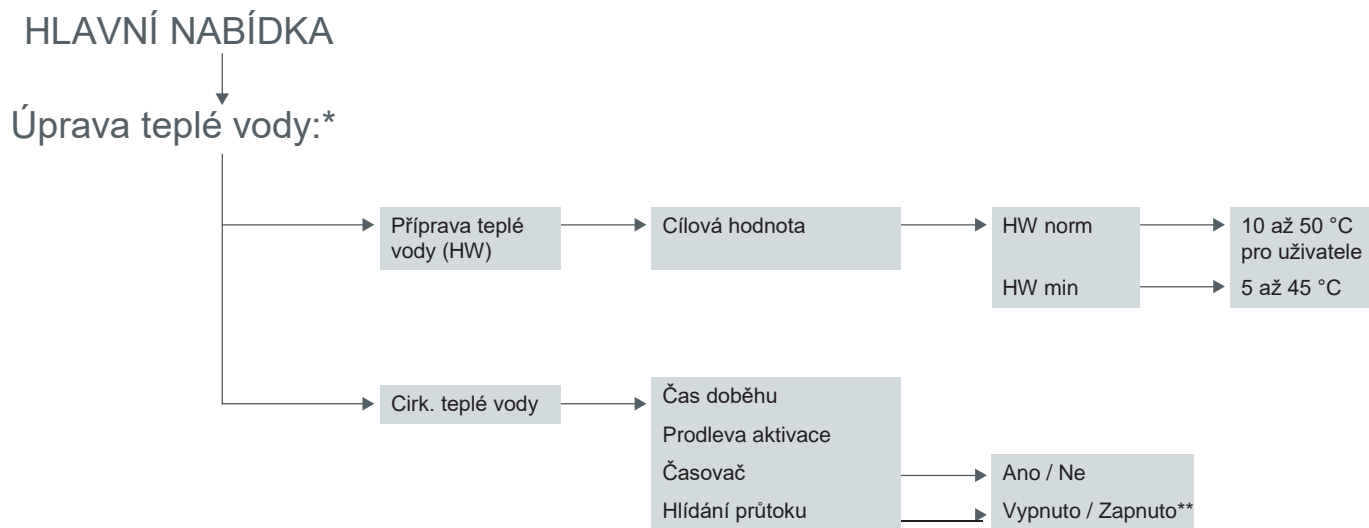 HLAVNÍ NABÍDKA
Úprava teplé vody:*
Příprava teplé
vody (HW)
Cílová hodnota
HW norm
10 až 50 °C
pro uživatele
HW min
5 až 45 °C
Cirk. teplé vody
Čas doběhu
Prodleva aktivace
Časovač
Ano / Ne
Hlídání průtoku
Vypnuto / Zapnuto**